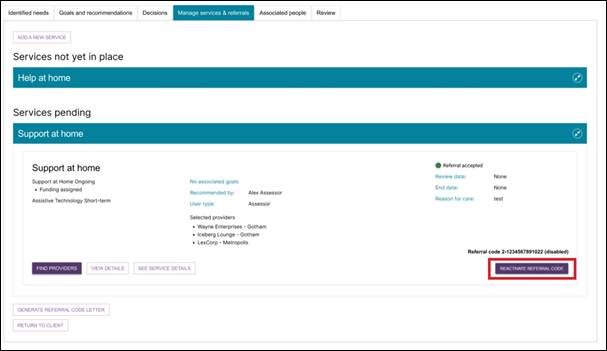 Identified needs
Goals and recommendations
Decisions
Manage services & referrals
Associated people
Review
ADD A NEW SERVICE
Services not yet in place
Help at home
Services pending
Support at home
Support at home
Support at Home Ongoing
• Funding assigned
Assistive Technology Short-term
No associated goals
Recommended by: Alex Assessor
User type: Assessor
Selected providers
• Wayne Enterprises - Gotham
• Iceberg Lounge - Gotham
• LexCorp - Metropolis
Referral accepted
Review date: None
End date: None
Reason for care: test
Referral code 2-1234567891022 (disabled)
FIND PROVIDERS
VIEW DETAILS
SEE SERVICE DETAILS
REACTIVATE REFERRAL CODE
GENERATE REFERRAL CODE LETTER
RETURN TO CLIENT